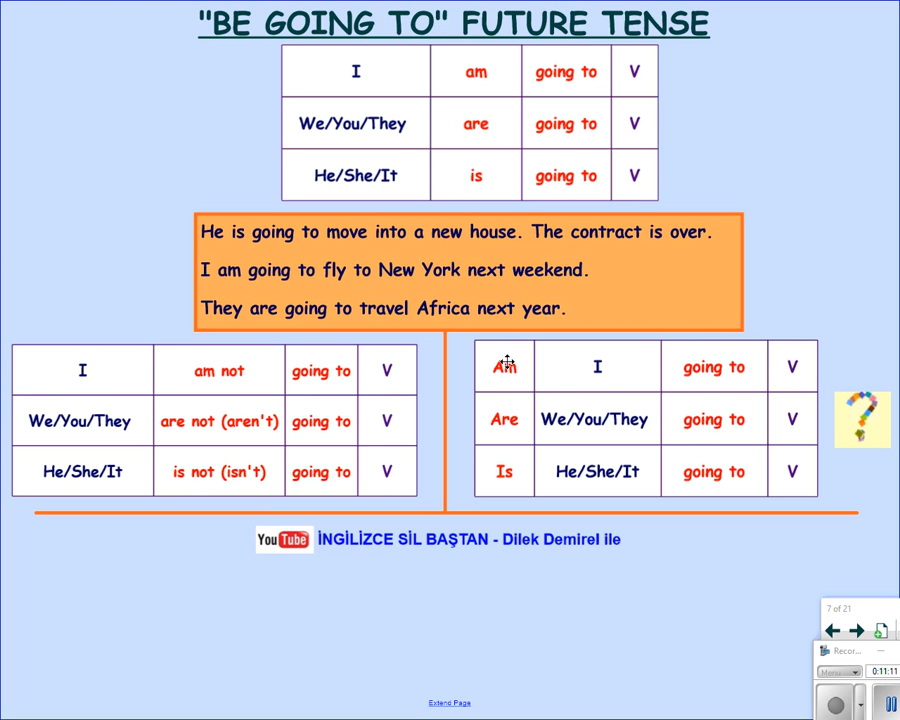 "BE GOING TO" FUTURE TENSE
I am going to V
We/You/They are going to V
He/She/It is going to V
He is going to move into a new house. The contract is over.
I am going to fly to New York next weekend.
They are going to travel Africa next year.
I am not going to V
We/You/They are not (aren't) going to V
He/She/It is not (isn't) going to V
Am I going to V
Are We/You/They going to V
Is He/She/It going to V
?
YouTube İNGİLİZCE SİL BAŞTAN - Dilek Demirel ile
7 of 21
Recor...
Menu 0:11:11
Extend Page